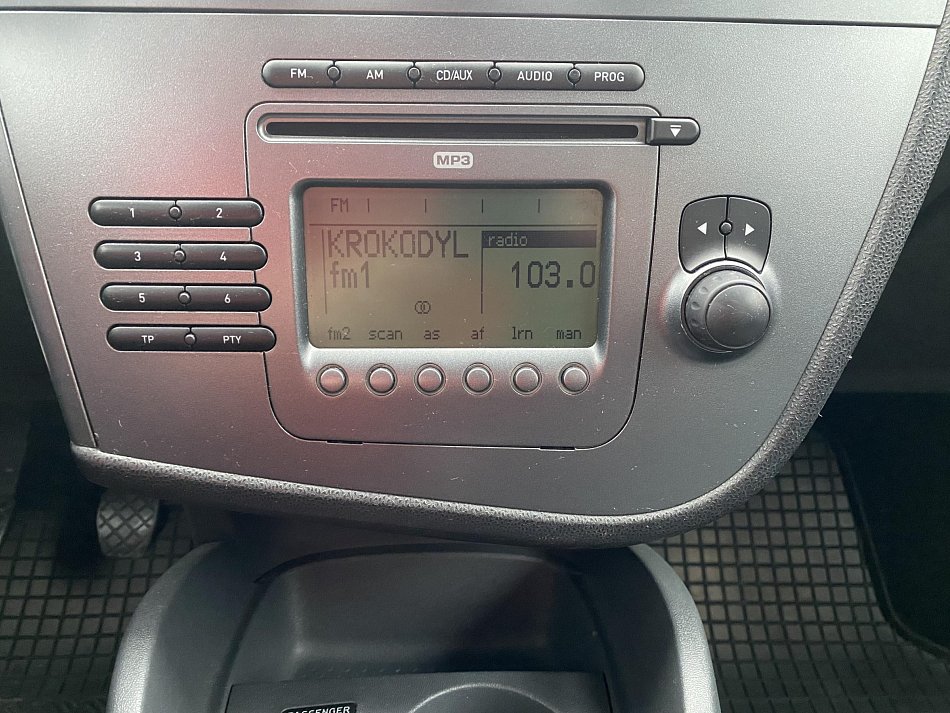 FM AM CD/AUX AUDIO PROG
MP3
1 2
3 4
5 6
TP PTY
FM
KROKODYL radio
fm1 103.0
fm2 scan as af lrn man
PASSENGER